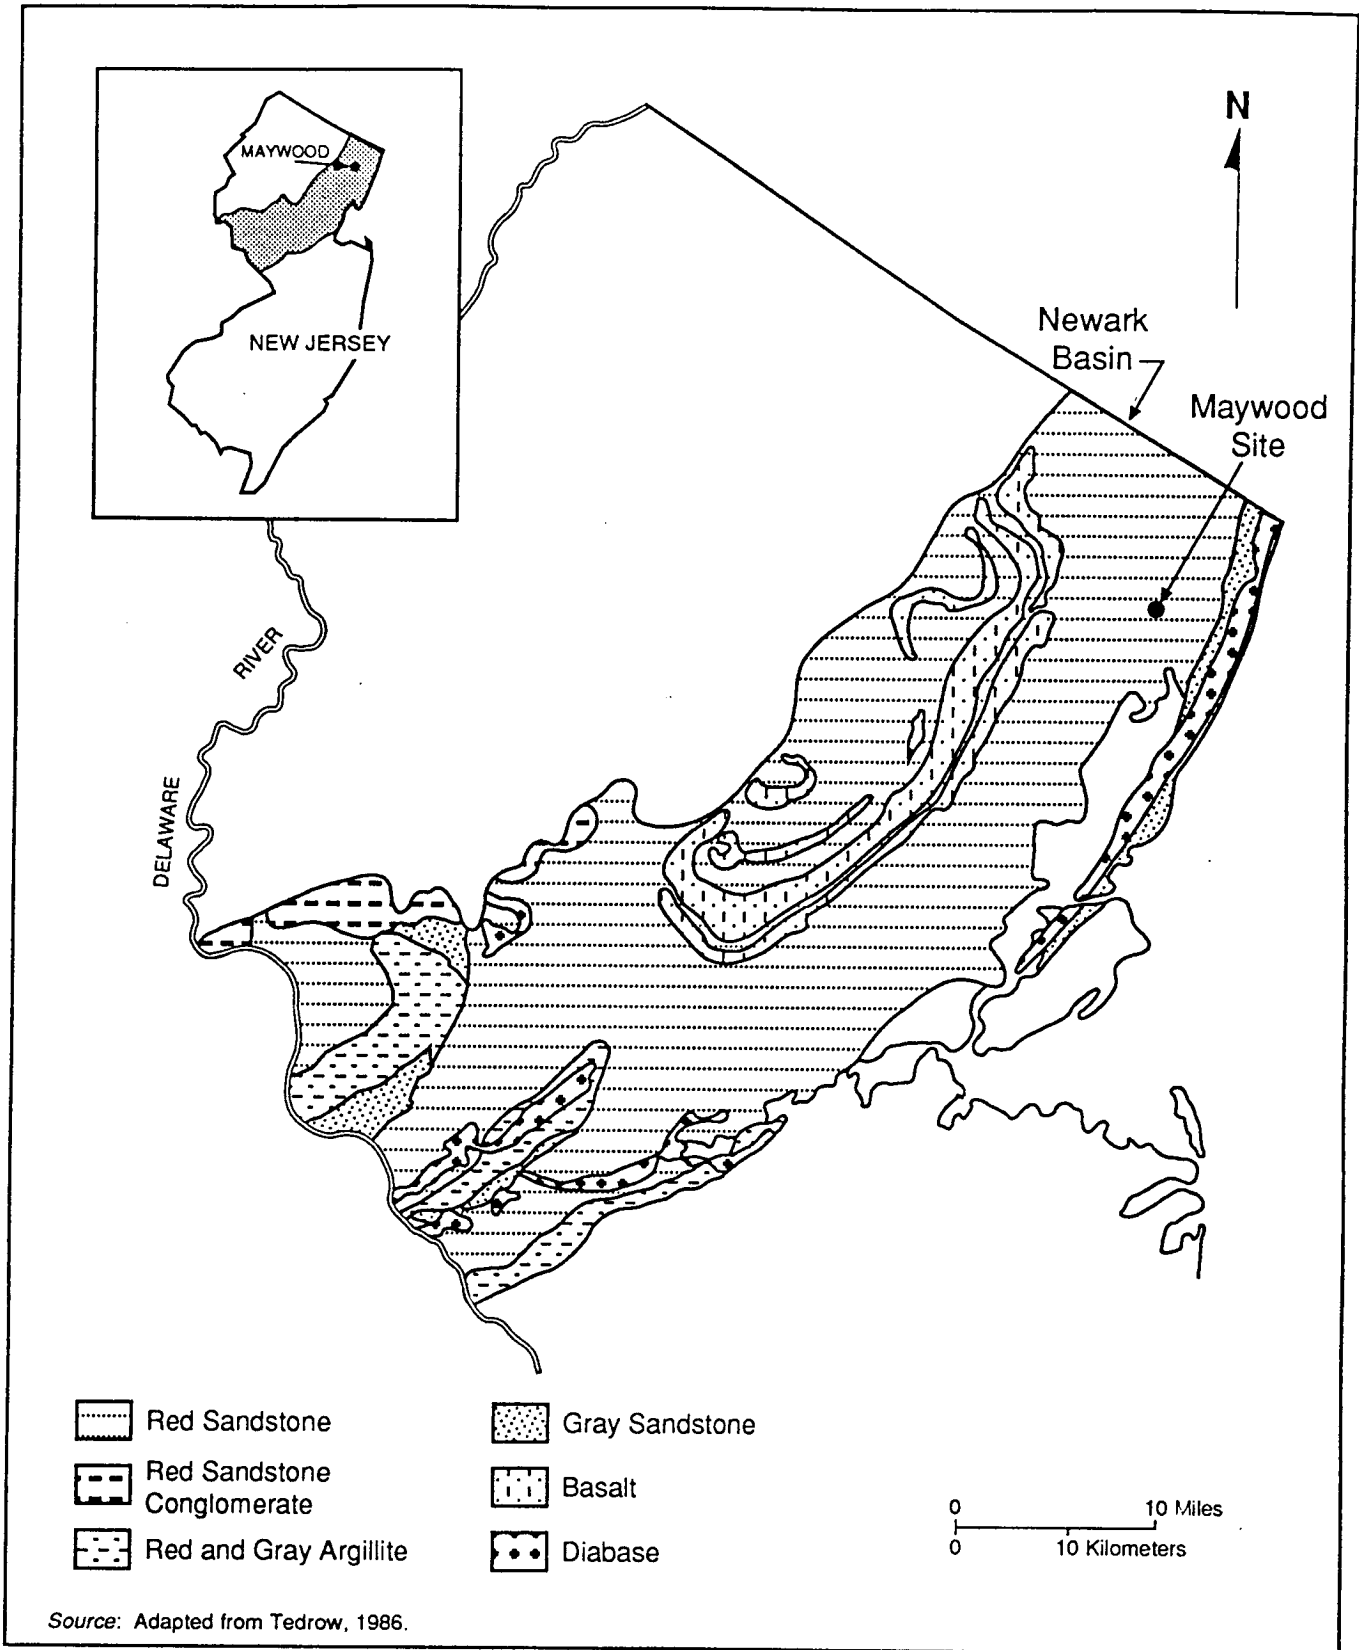 MAYWOOD
NEW JERSEY
N
Newark
Basin
Maywood
Site
RIVER
DELAWARE
Red Sandstone
Red Sandstone
Conglomerate
Red and Gray Argillite
Gray Sandstone
Basalt
Diabase
0 10 Miles
0 10 Kilometers
Source: Adapted from Tedrow, 1986.